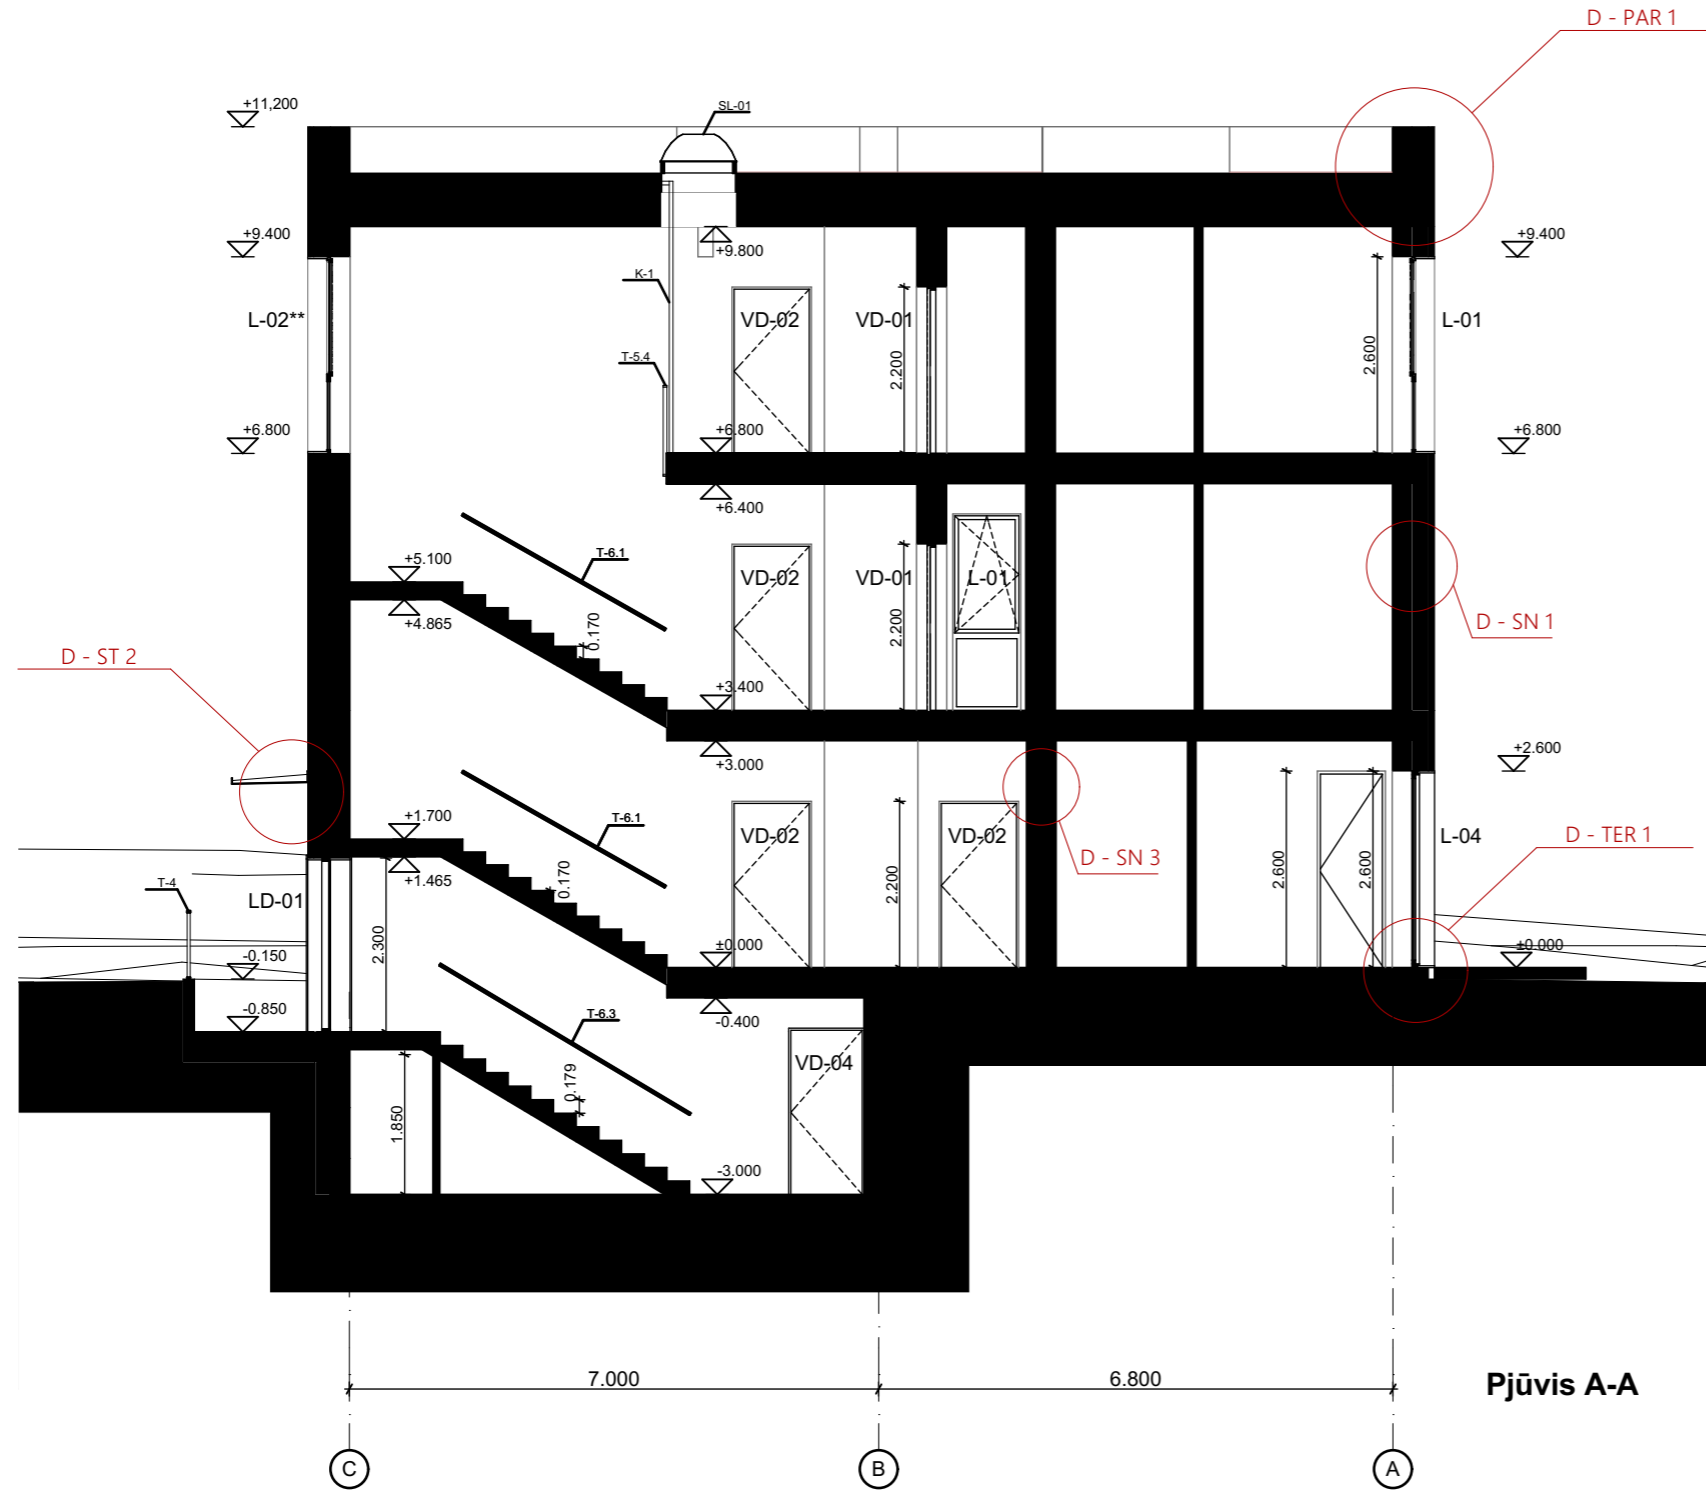 D - PAR 1
+11,200
SL-01
+9.400
+9.800
+9.400
K-1
L-02**
VD-02
VD-01
L-01
2.200
2.600
T-5.4
+6.800
+6.800
+6.800
+6.400
T-6.1
+5.100
VD-02
VD-01
L-01
+4.865
0.170
2.200
D - SN 1
D - ST 2
+3.400
+3.000
+2.600
+1.700
T-6.1
VD-02
VD-02
L-04
D - TER 1
D - SN 3
+1.465
0.170
2.200
2.600
2.600
T-4
LD-01
2.300
-0.150
±0.000
±0.000
-0.850
T-6.3
-0.400
VD-04
0.179
1.850
-3.000
7.000
6.800
Pjūvis A-A
C
B
A